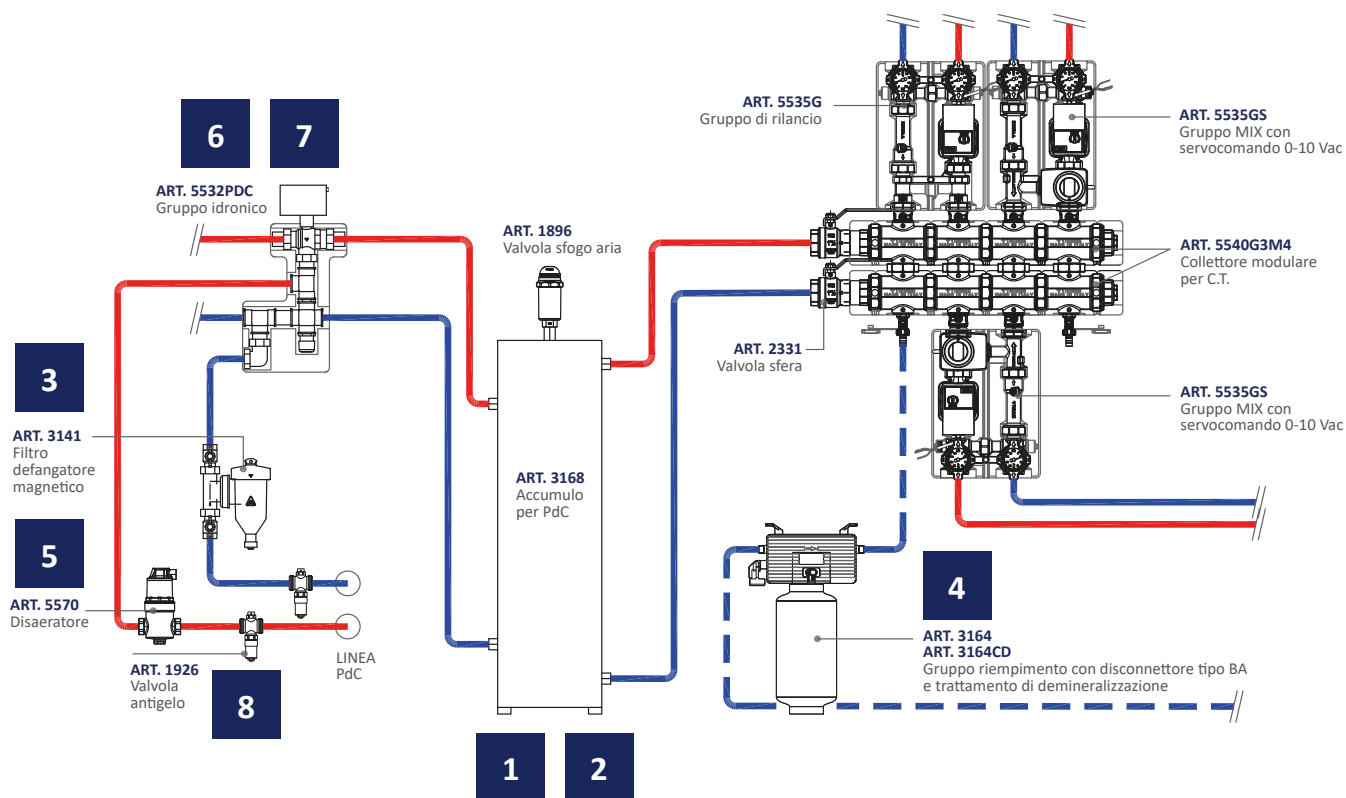 6
7
ART. 5532PDC
Gruppo idronico
ART. 1896
Valvola sfogo aria
ART. 5535G
Gruppo di rilancio
ART. 5535GS
Gruppo MIX con
servocomando 0-10 Vac
ART. 5540G3M4
Collettore modulare
per C.T.
ART. 2331
Valvola sfera
ART. 5535GS
Gruppo MIX con
servocomando 0-10 Vac
3
ART. 3141
Filtro
defangatore
magnetico
ART. 3168
Accumulo
per PdC
5
ART. 5570
Disaeratore
ART. 1926
Valvola
antigelo
LINEA
PdC
8
4
ART. 3164
ART. 3164CD
Gruppo riempimento con disconnettore tipo BA
e trattamento di demineralizzazione
1
2